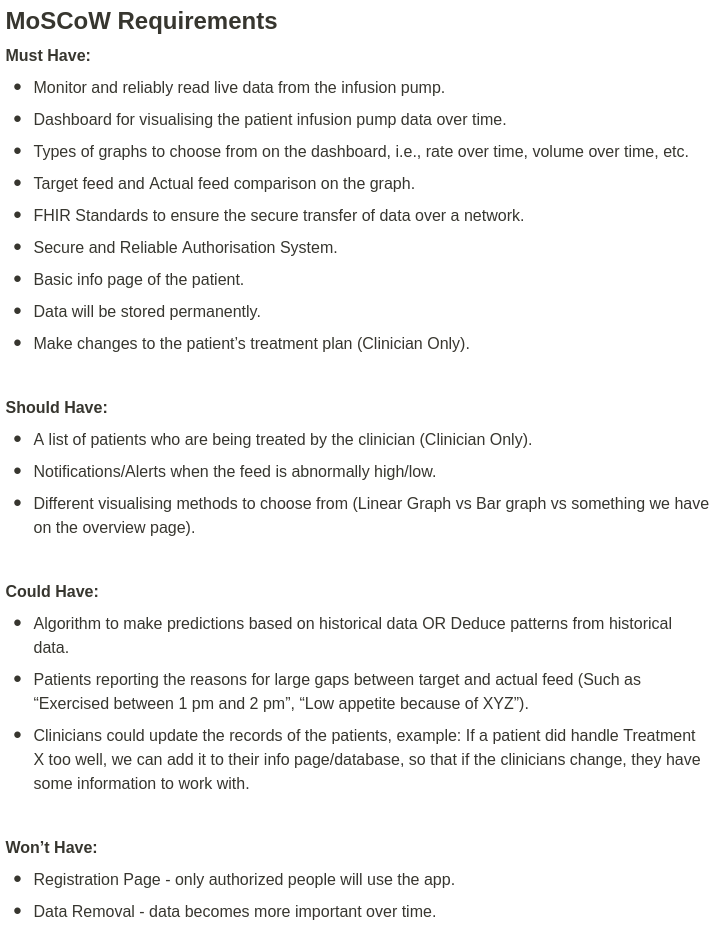 MoSCoW Requirements
Must Have:
• Monitor and reliably read live data from the infusion pump.
• Dashboard for visualising the patient infusion pump data over time.
• Types of graphs to choose from on the dashboard, i.e., rate over time, volume over time, etc.
• Target feed and Actual feed comparison on the graph.
• FHIR Standards to ensure the secure transfer of data over a network.
• Secure and Reliable Authorisation System.
• Basic info page of the patient.
• Data will be stored permanently.
• Make changes to the patient’s treatment plan (Clinician Only).
Should Have:
• A list of patients who are being treated by the clinician (Clinician Only).
• Notifications/Alerts when the feed is abnormally high/low.
• Different visualising methods to choose from (Linear Graph vs Bar graph vs something we have
on the overview page).
Could Have:
• Algorithm to make predictions based on historical data OR Deduce patterns from historical
data.
• Patients reporting the reasons for large gaps between target and actual feed (Such as
“Exercised between 1 pm and 2 pm”, “Low appetite because of XYZ”).
• Clinicians could update the records of the patients, example: If a patient did handle Treatment
X too well, we can add it to their info page/database, so that if the clinicians change, they have
some information to work with.
Won’t Have:
• Registration Page - only authorized people will use the app.
• Data Removal - data becomes more important over time.